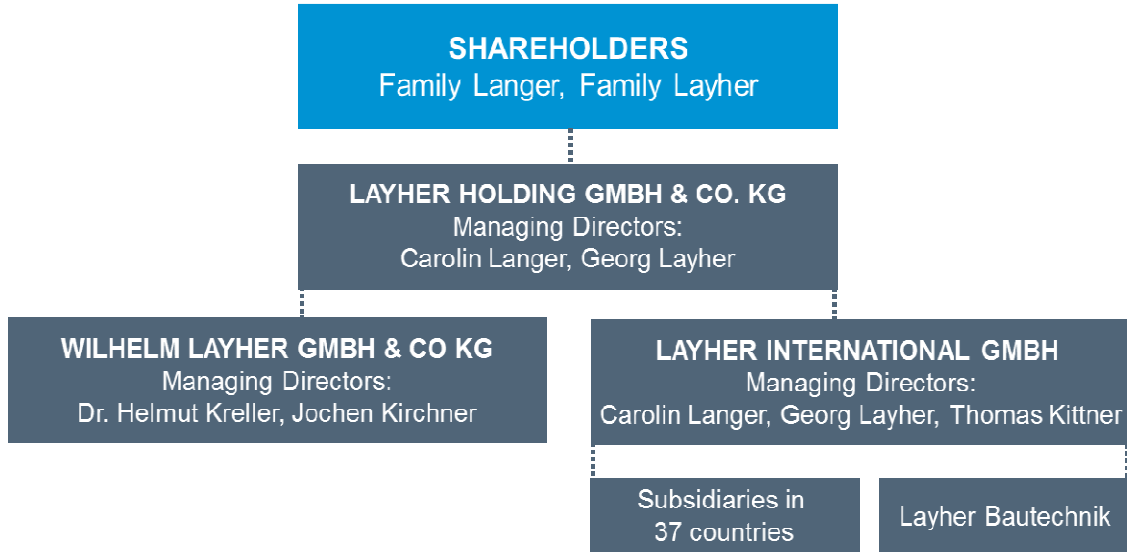 SHAREHOLDERS
Family Langer, Family Layher
LAYHER HOLDING GMBH & CO. KG
Managing Directors:
Carolin Langer, Georg Layher
WILHELM LAYHER GMBH & CO KG
Managing Directors:
Dr. Helmut Kreller, Jochen Kirchner
LAYHER INTERNATIONAL GMBH
Managing Directors:
Carolin Langer, Georg Layher, Thomas Kittner
Subsidiaries in
37 countries
Layher Bautechnik